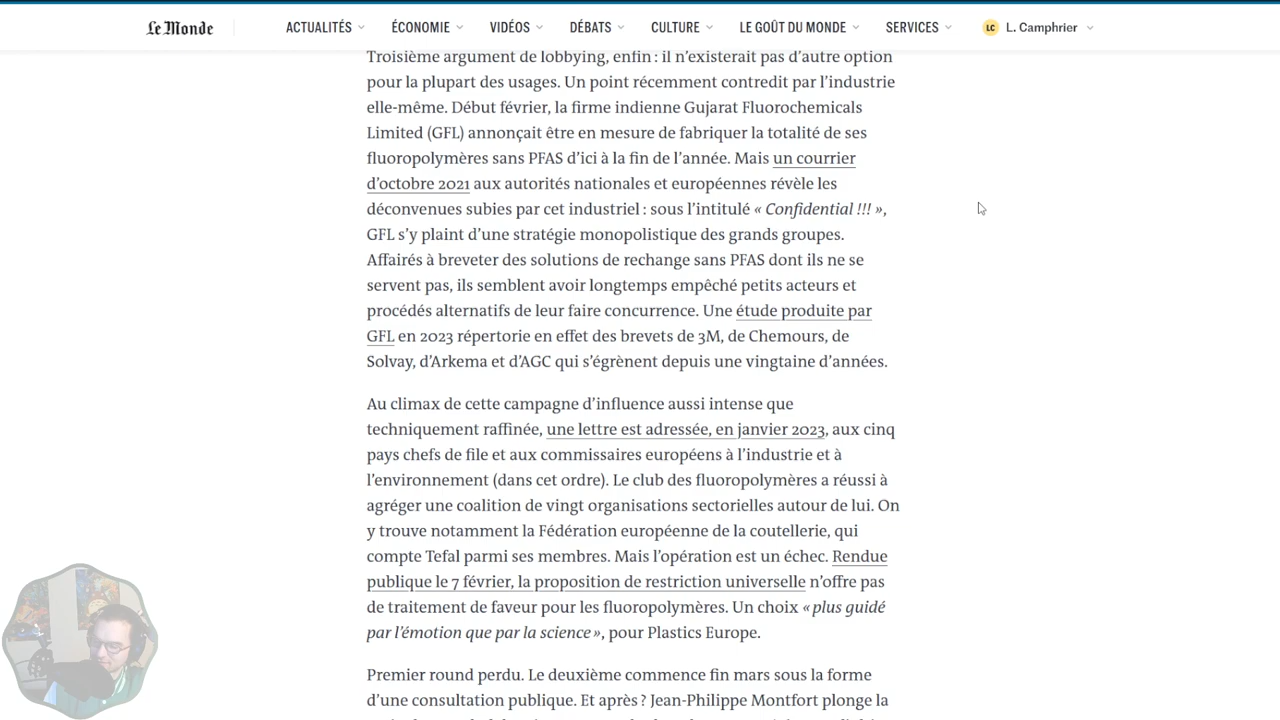 Le Monde
ACTUALITÉS
ÉCONOMIE
VIDÉOS
DÉBATS
CULTURE
LE GOÛT DU MONDE
SERVICES
LC
L. Camphrier
Troisième argument de lobbying, enfin : il n’existerait pas d’autre option
pour la plupart des usages. Un point récemment contredit par l’industrie
elle-même. Début février, la firme indienne Gujarat Fluorochemicals
Limited (GFL) annonçait être en mesure de fabriquer la totalité de ses
fluoropolymères sans PFAS d’ici à la fin de l’année. Mais un courrier
d’octobre 2021 aux autorités nationales et européennes révèle les
déconvenues subies par cet industriel : sous l’intitulé « Confidential !!! »,
GFL s’y plaint d’une stratégie monopolistique des grands groupes.
Affairés à breveter des solutions de rechange sans PFAS dont ils ne se
servent pas, ils semblent avoir longtemps empêché petits acteurs et
procédés alternatifs de leur faire concurrence. Une étude produite par
GFL en 2023 répertorie en effet des brevets de 3M, de Chemours, de
Solvay, d’Arkema et d’AGC qui s’égrènent depuis une vingtaine d’années.
Au climax de cette campagne d’influence aussi intense que
techniquement raffinée, une lettre est adressée, en janvier 2023, aux cinq
pays chefs de file et aux commissaires européens à l’industrie et à
l’environnement (dans cet ordre). Le club des fluoropolymères a réussi à
agréger une coalition de vingt organisations sectorielles autour de lui. On
y trouve notamment la Fédération européenne de la coutellerie, qui
compte Tefal parmi ses membres. Mais l’opération est un échec. Rendue
publique le 7 février, la proposition de restriction universelle n’offre pas
de traitement de faveur pour les fluoropolymères. Un choix « plus guidé
par l’émotion que par la science », pour Plastics Europe.
Premier round perdu. Le deuxième commence fin mars sous la forme
d’une consultation publique. Et après ? Jean-Philippe Montfort plonge la